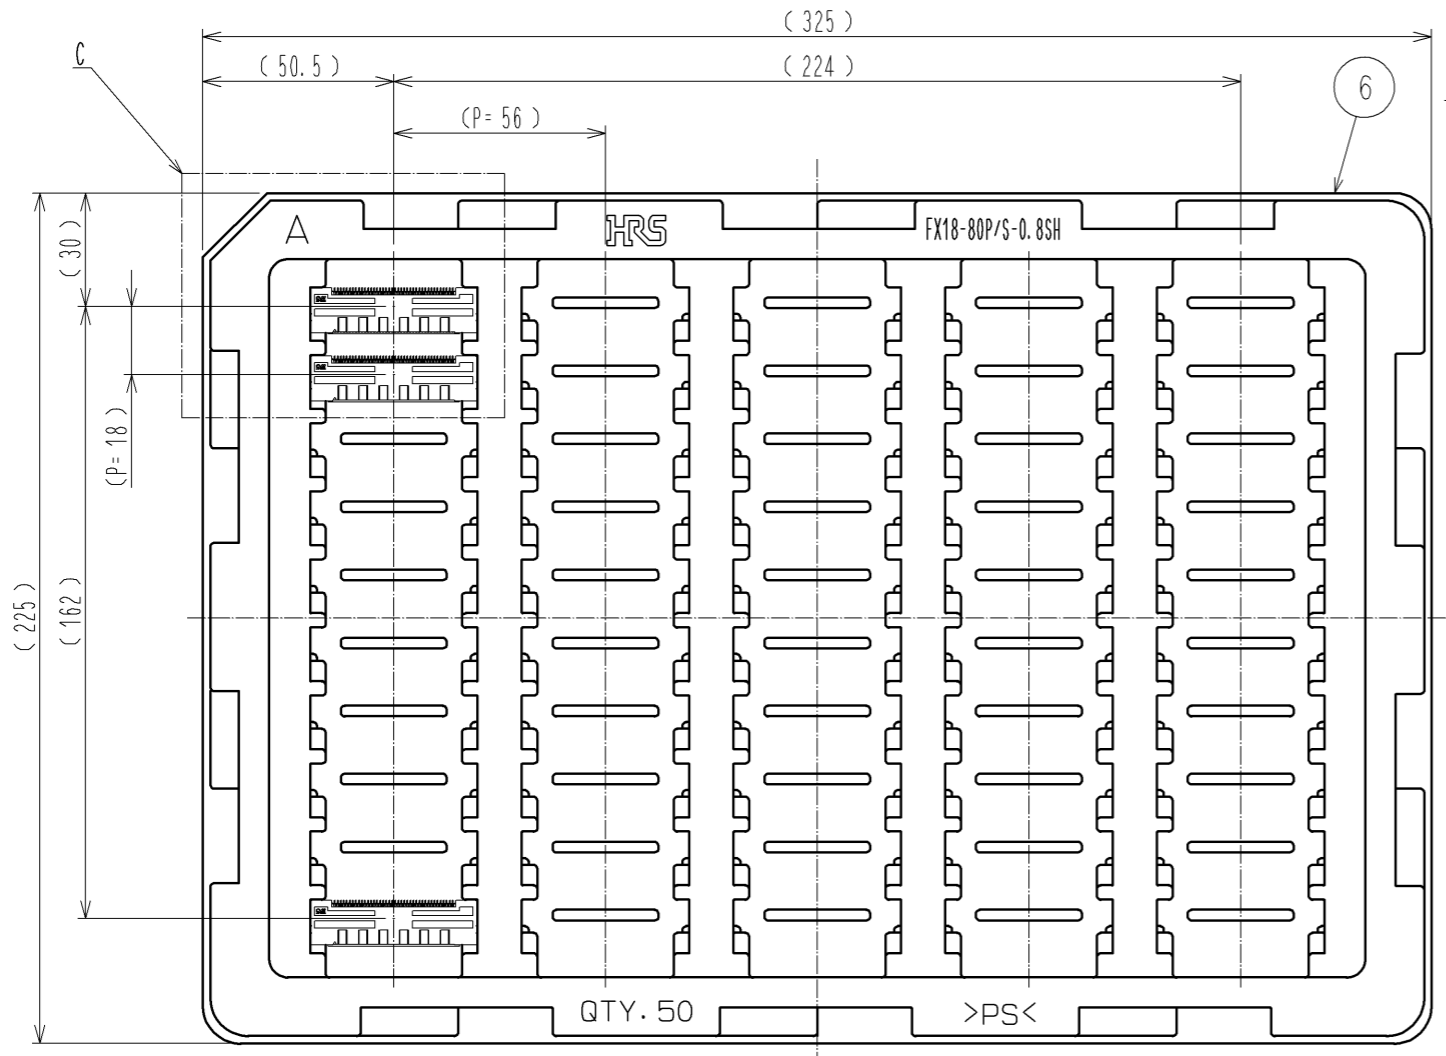 ( 325 )
C
( 50.5 )
( 224 )
6
(P= 56 )
A
HRS
FX18-80P/S-0.8SH
( 30 )
(P= 18 )
( 162 )
( 225 )
QTY. 50
>PS<